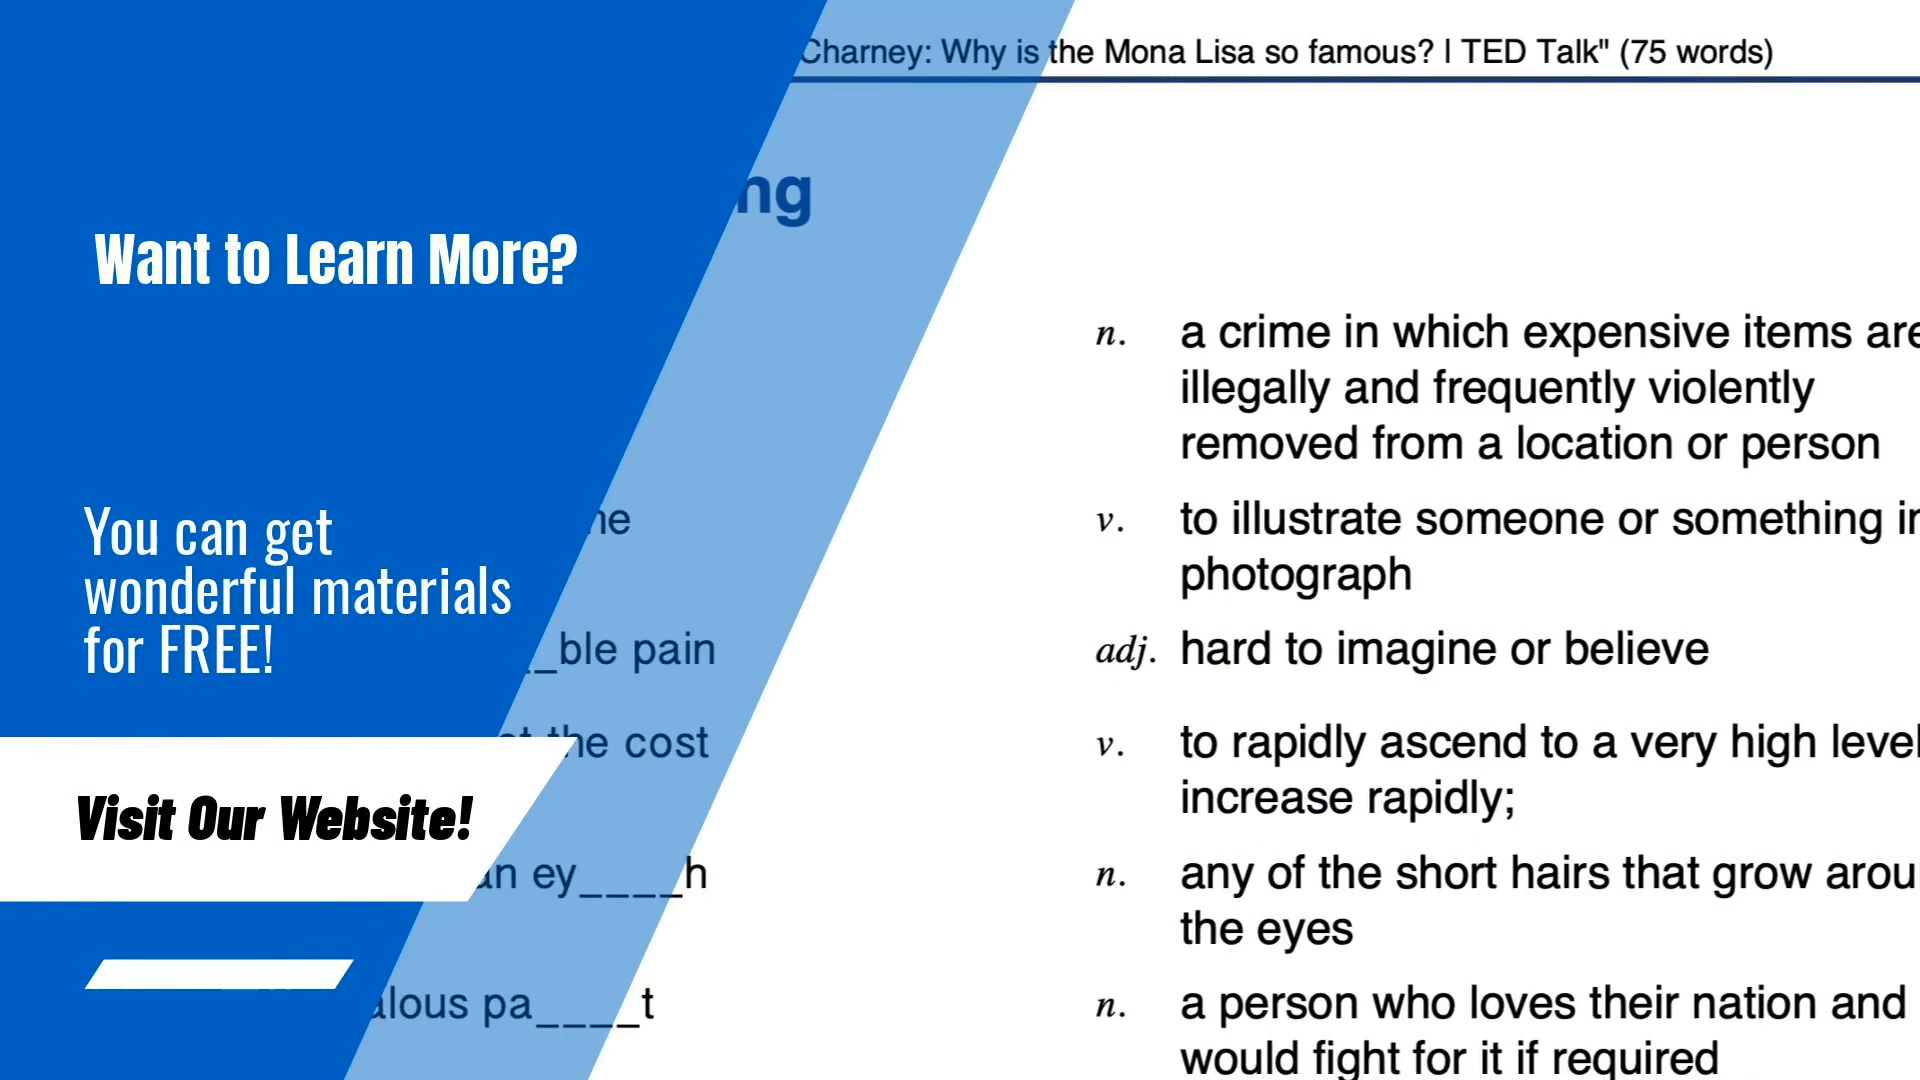 Charney: Why is the Mona Lisa so famous? | TED Talk" (75 words)
ng
Want to Learn More?
n. a crime in which expensive items are
illegally and frequently violently
removed from a location or person
You can get
wonderful materials
for FREE!
v. to illustrate someone or something in
photograph
_ble pain adj. hard to imagine or believe
the cost v. to rapidly ascend to a very high level
increase rapidly;
Visit Our Website!
an ey____h n. any of the short hairs that grow arou
the eyes
alous pa____t n. a person who loves their nation and
would fight for it if required